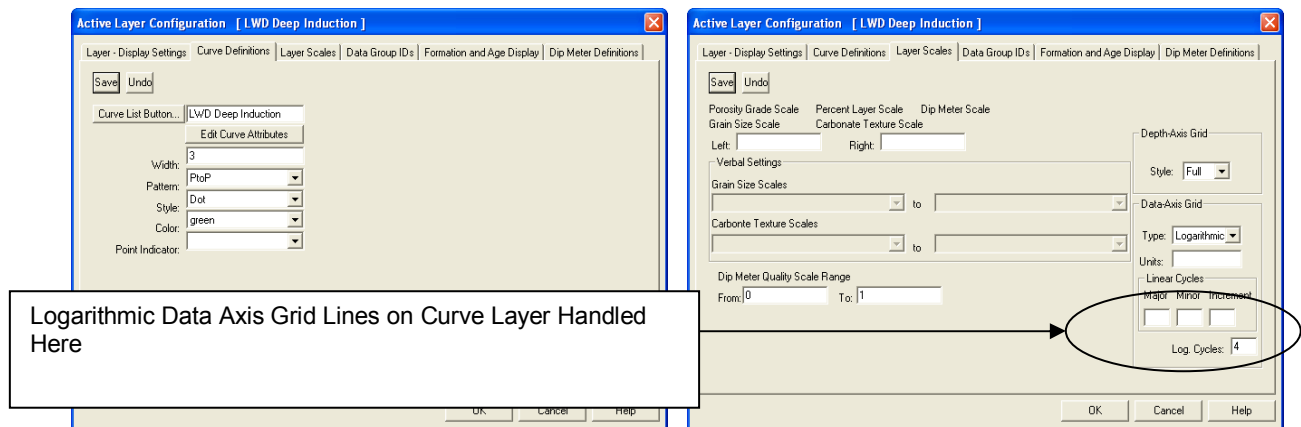 Active Layer Configuration [ LWD Deep Induction ]
Layer - Display Settings Curve Definitions Layer Scales Data Group IDs Formation and Age Display Dip Meter Definitions
Save Undo
Curve List Button... LWD Deep Induction
Edit Curve Attributes
Width: 3
Pattern: PtoP
Style: Dot
Color: green
Point Indicator:
Logarithmic Data Axis Grid Lines on Curve Layer Handled
Here
OK Cancel Help
Active Layer Configuration [ LWD Deep Induction ]
Layer - Display Settings Curve Definitions Layer Scales Data Group IDs Formation and Age Display Dip Meter Definitions
Save Undo
Porosity Grade Scale Percent Layer Scale Dip Meter Scale
Grain Size Scale Carbonate Texture Scale
Left: Right:
Verbal Settings
Grain Size Scales
to
Carbonte Texture Scales
to
Dip Meter Quality Scale Range
From: 0 To: 1
Depth-Axis Grid
Style: Full
Data-Axis Grid
Type: Logarithmic
Units:
Linear Cycles
Major Minor Increment
Log. Cycles: 4
OK Cancel Help